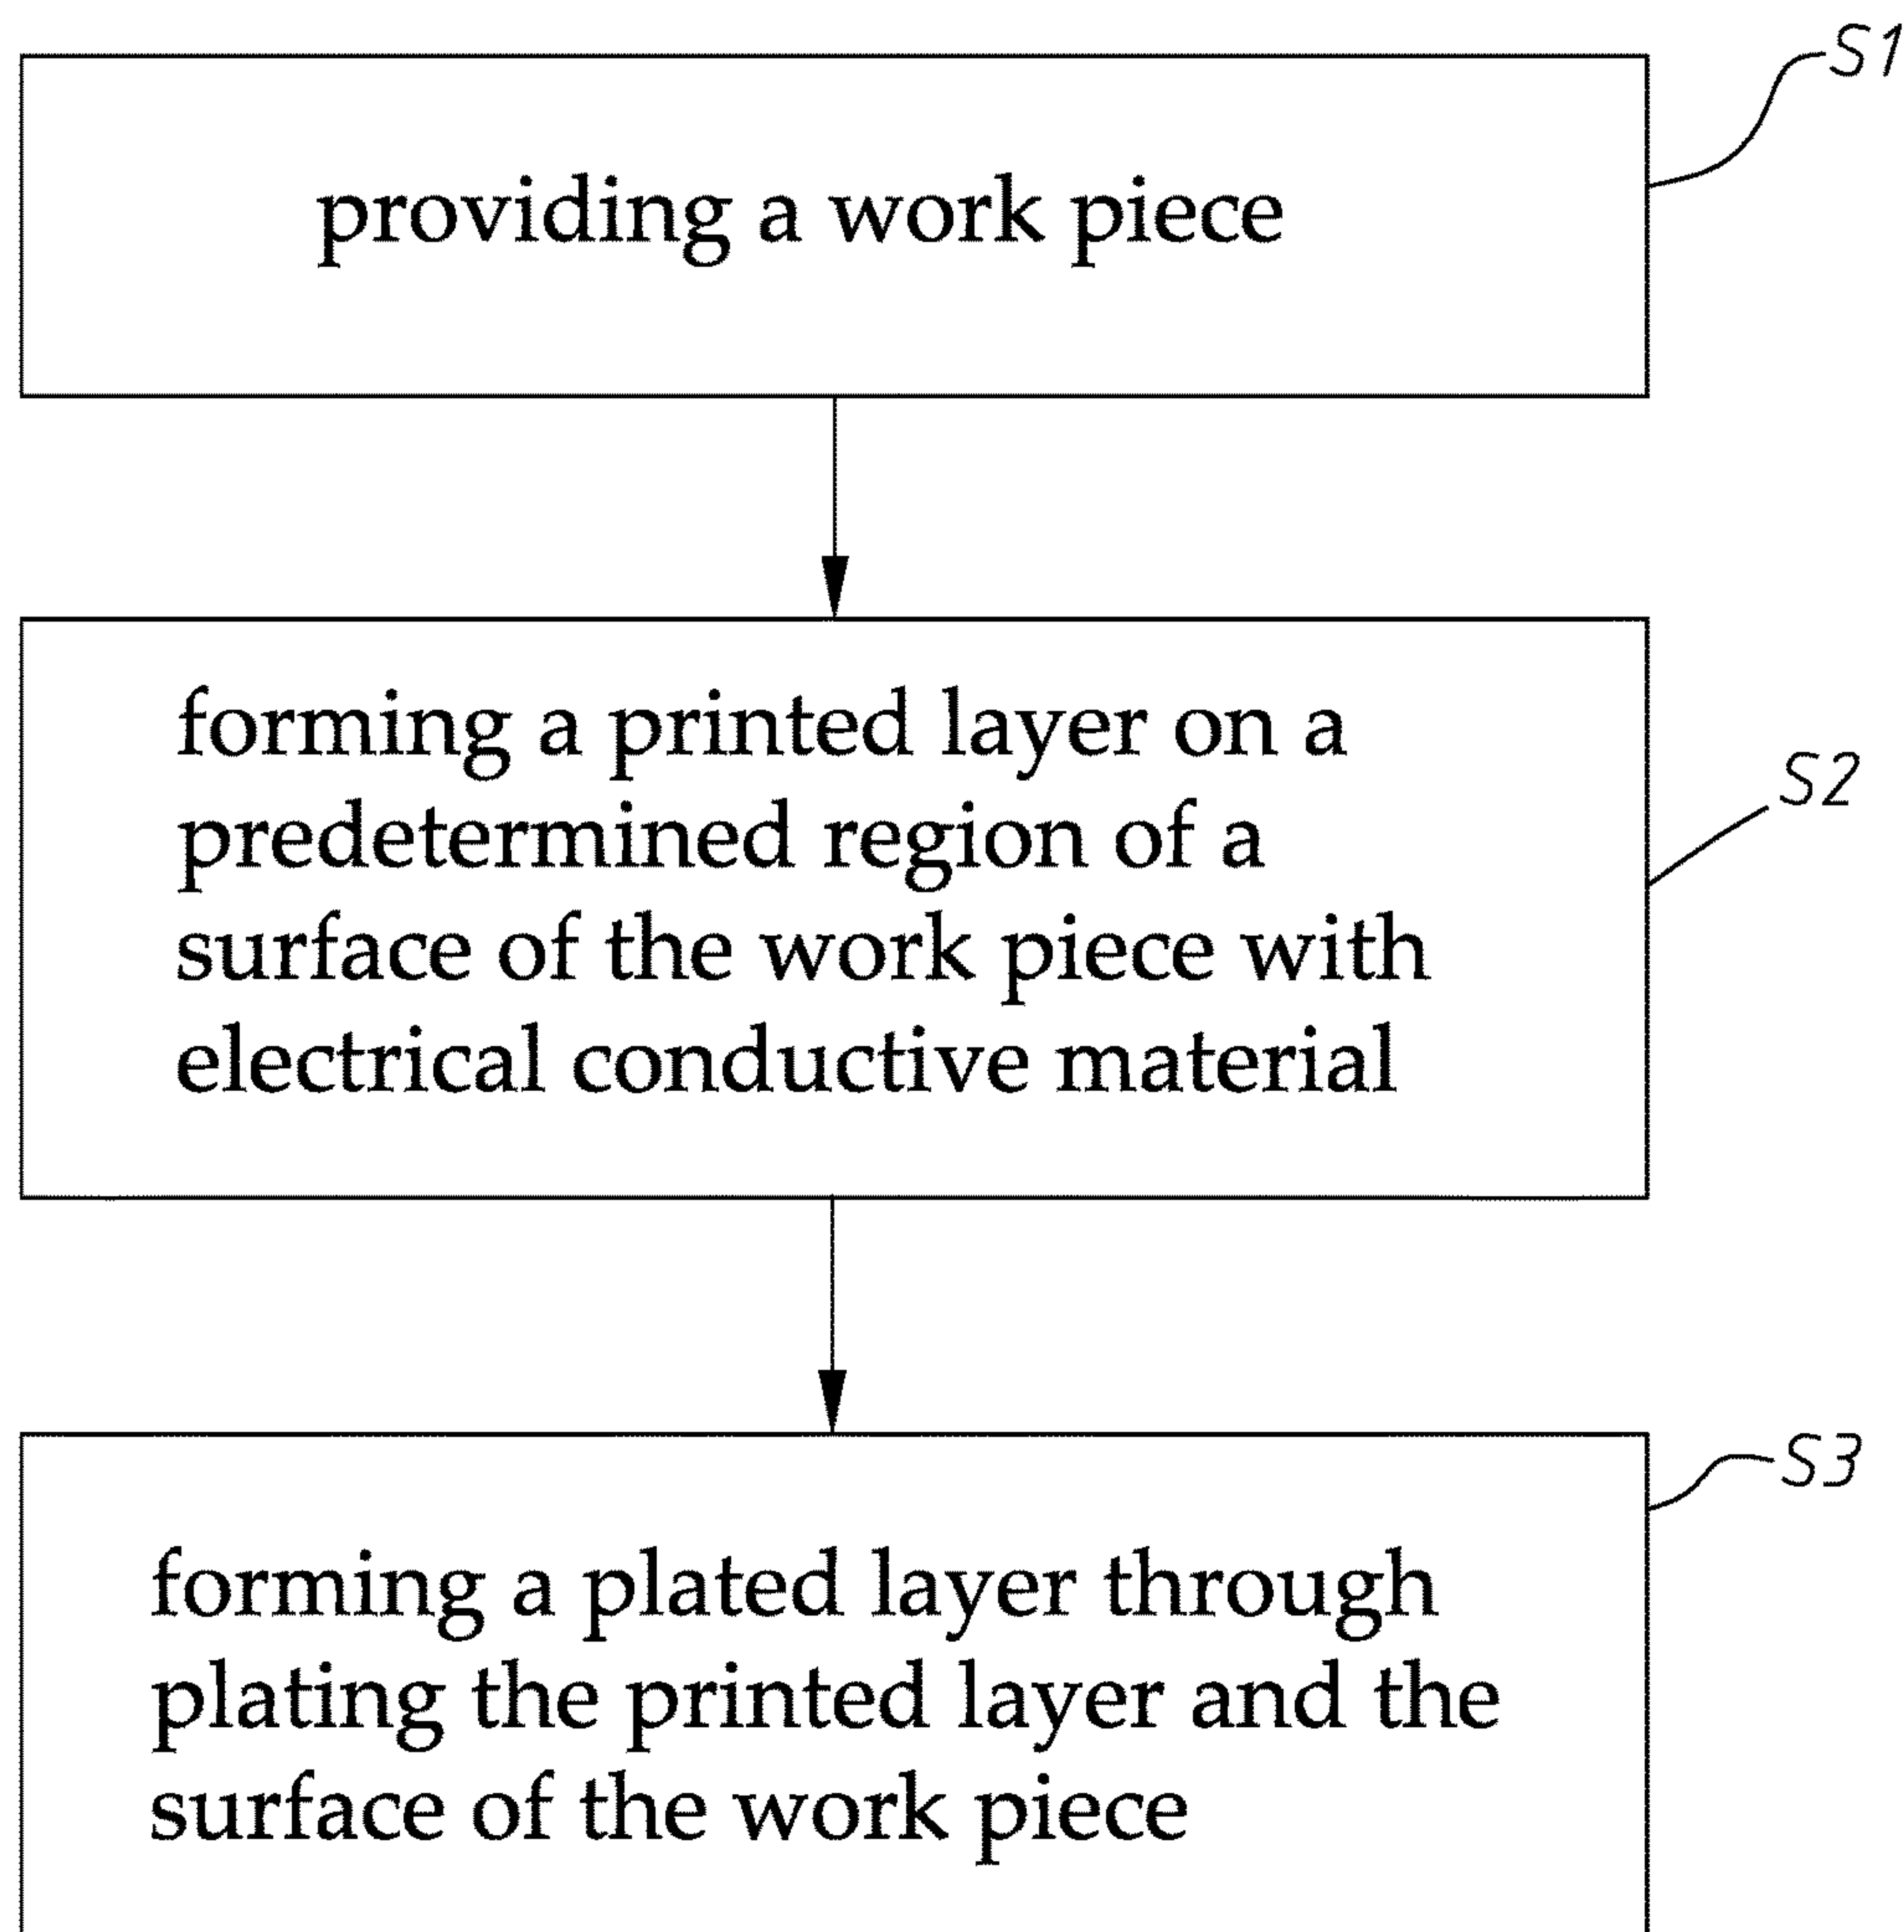 S1
providing a work piece
forming a printed layer on a
predetermined region of a
surface of the work piece with
electrical conductive material
S2
forming a plated layer through
plating the printed layer and the
surface of the work piece
S3